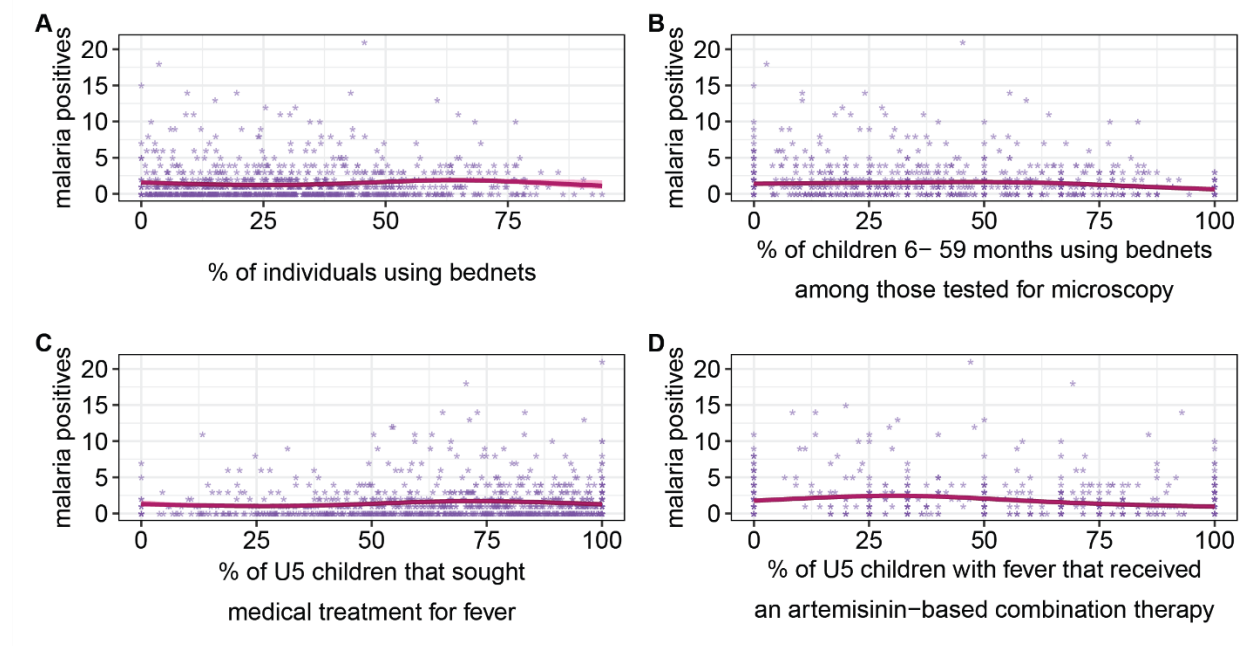 A
malaria positives
20
15
10
5
0
0
25
50
75
% of individuals using bednets
B
malaria positives
20
15
10
5
0
0
25
50
75
100
% of children 6− 59 months using bednets
among those tested for microscopy
C
malaria positives
20
15
10
5
0
0
25
50
75
100
% of U5 children that sought
medical treatment for fever
D
malaria positives
20
15
10
5
0
0
25
50
75
100
% of U5 children with fever that received
an artemisinin−based combination therapy